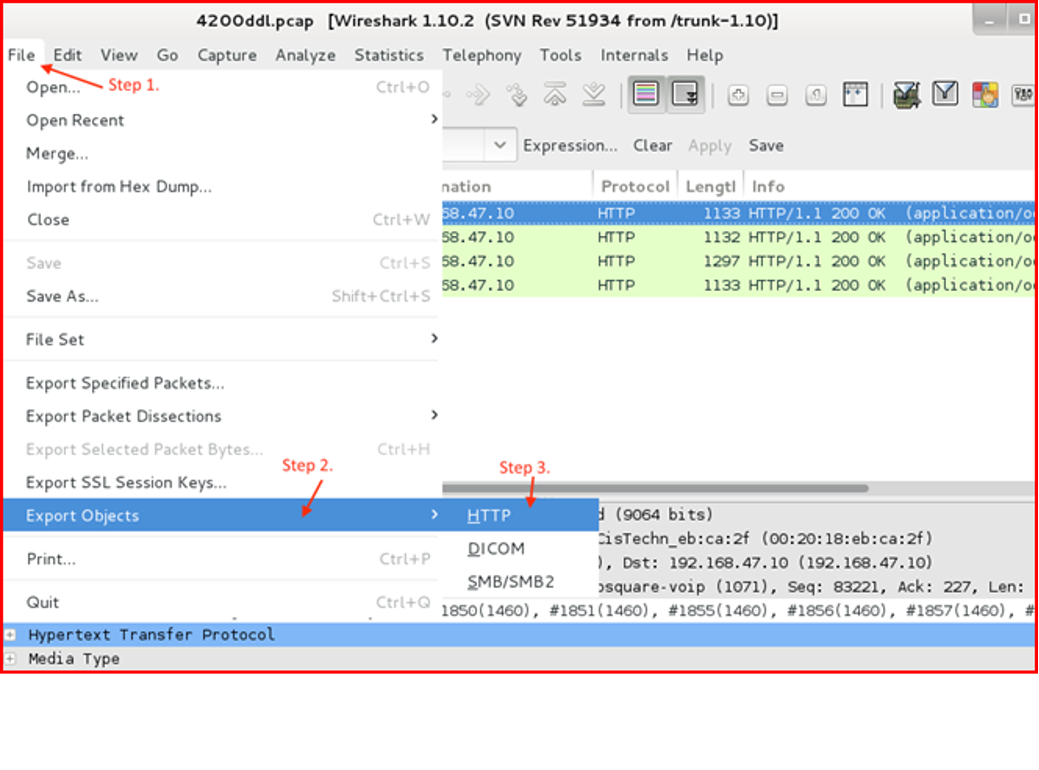 4200ddl.pcap [Wireshark 1.10.2 (SVN Rev 51934 from /trunk-1.10)]
File Edit View Go Capture Analyze Statistics Telephony Tools Internals Help
Step 1.
Open... Ctrl+O
Open Recent
Merge...
Expression... Clear Apply Save
Import from Hex Dump...
nation Protocol Lengtl Info
Close Ctrl+W
58.47.10 HTTP 1133 HTTP/1.1 200 OK (application/o
58.47.10 HTTP 1132 HTTP/1.1 200 OK (application/o
58.47.10 HTTP 1297 HTTP/1.1 200 OK (application/o
58.47.10 HTTP 1133 HTTP/1.1 200 OK (application/o
Save Ctrl+S
Save As... Shift+Ctrl+S
File Set
Export Specified Packets...
Export Packet Dissections
Export Selected Packet Bytes... Ctrl+H
Step 2.
Step 3.
Export SSL Session Keys...
Export Objects
HTTP
DICOM
SMB/SMB2
Print... Ctrl+P
Quit Ctrl+Q
d (9064 bits)
CisTechn_eb:ca:2f (00:20:18:eb:ca:2f)
), Dst: 192.168.47.10 (192.168.47.10)
osquare-voip (1071), Seq: 83221, Ack: 227, Len:
1850(1460), #1851(1460), #1855(1460), #1856(1460), #1857(1460), #
Hypertext Transfer Protocol
Media Type